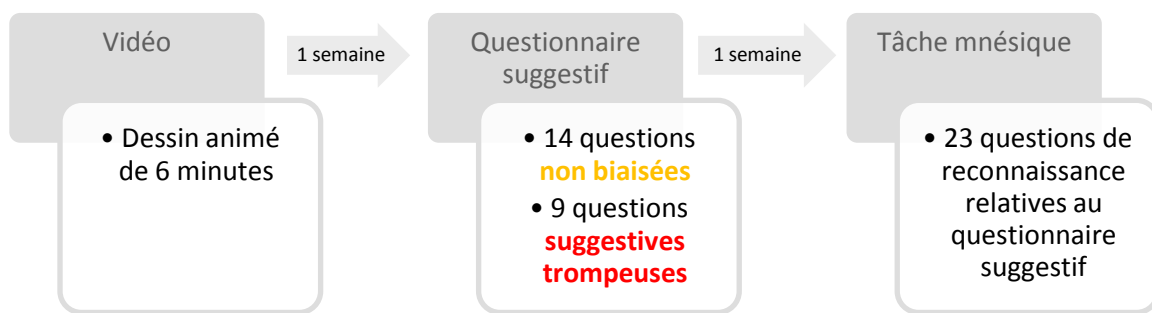 Vidéo
• Dessin animé
de 6 minutes
1 semaine
Questionnaire
suggestif
• 14 questions
non biaisées
• 9 questions
suggestives
trompeuses
1 semaine
Tâche mnésique
• 23 questions de
reconnaissance
relatives au
questionnaire
suggestif